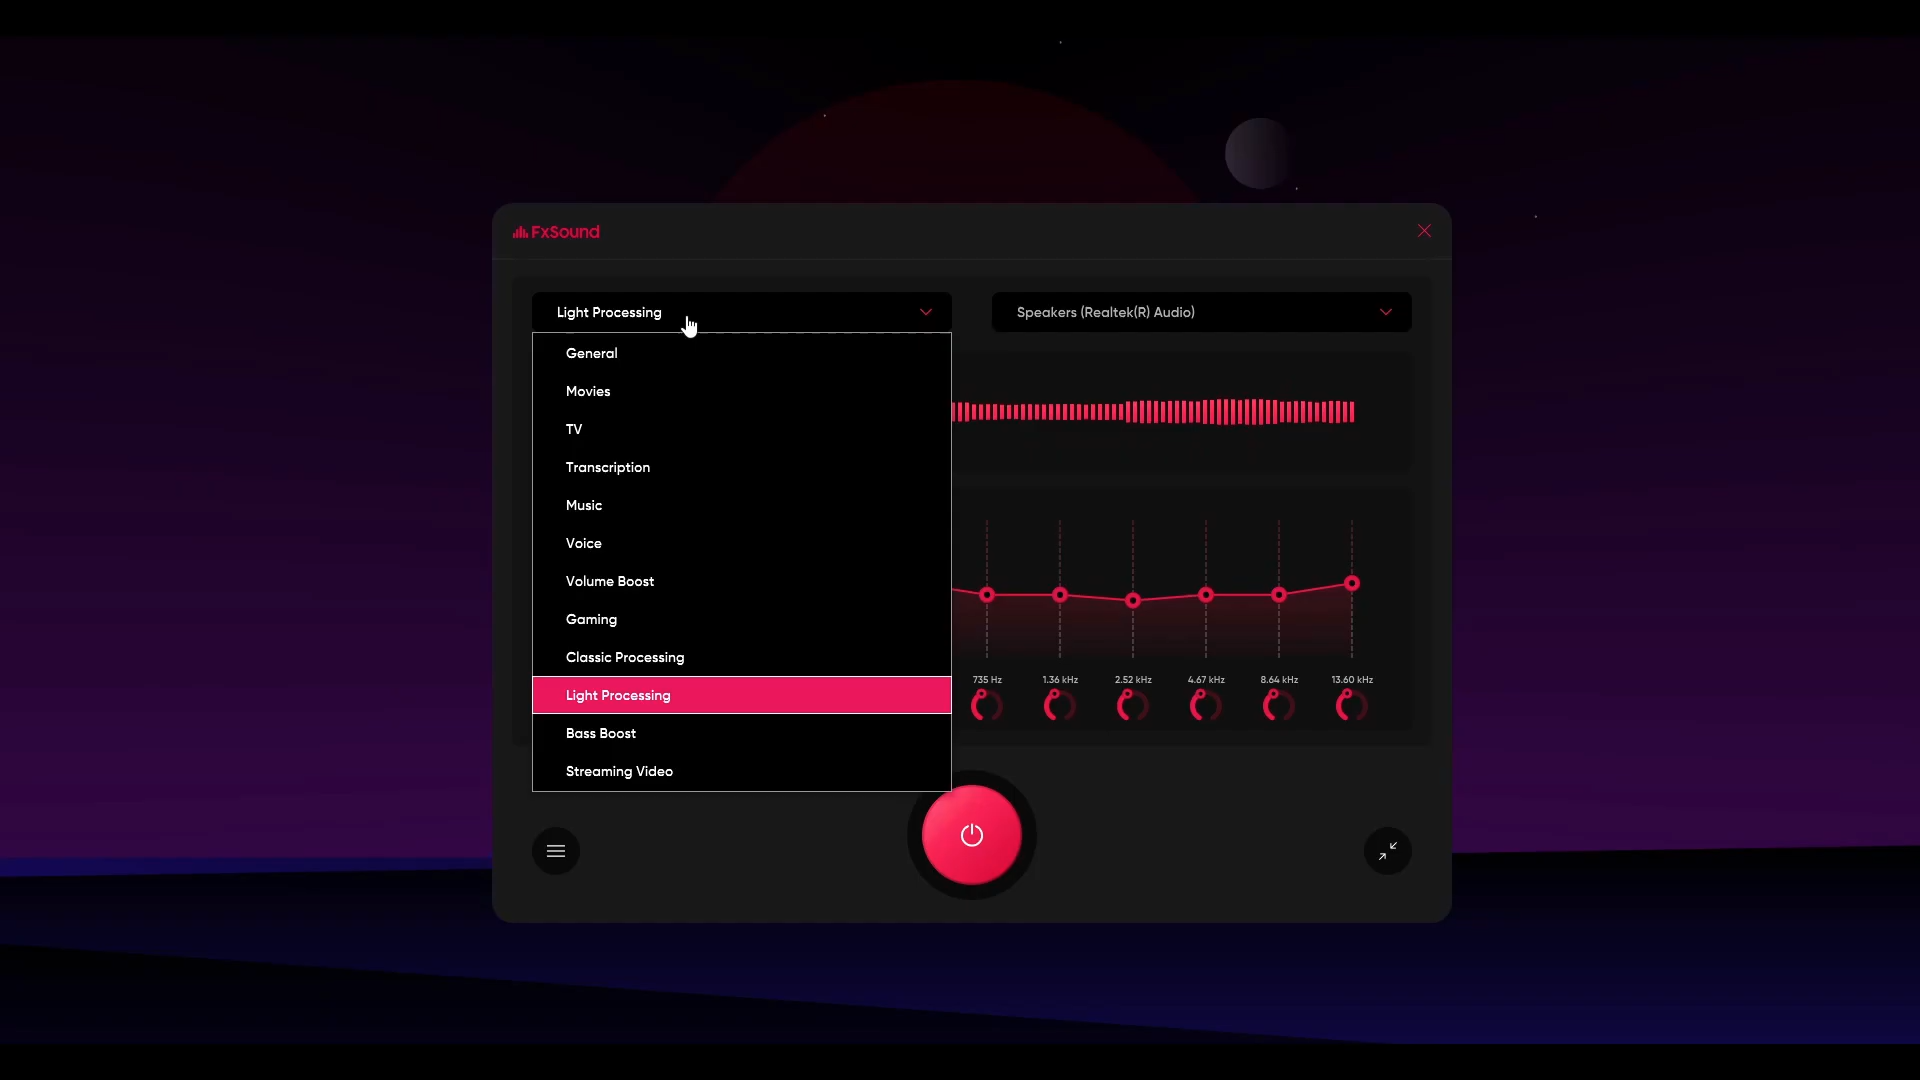 FxSound
Light Processing
Speakers (Realtek(R) Audio)
General
Movies
TV
Transcription
Music
Voice
Volume Boost
Gaming
Classic Processing
Light Processing
Bass Boost
Streaming Video
735 Hz
1.36 kHz
2.52 kHz
4.67 kHz
8.64 kHz
13.60 kHz